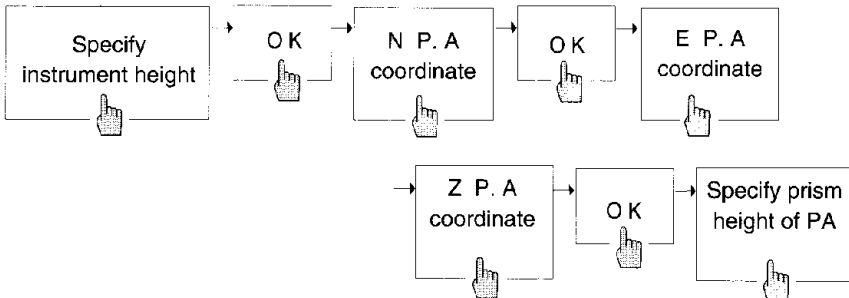 Specify
instrument height
O K
N P. A
coordinate
O K
E P. A
coordinate
Z P. A
coordinate
O K
Specify prism
height of PA